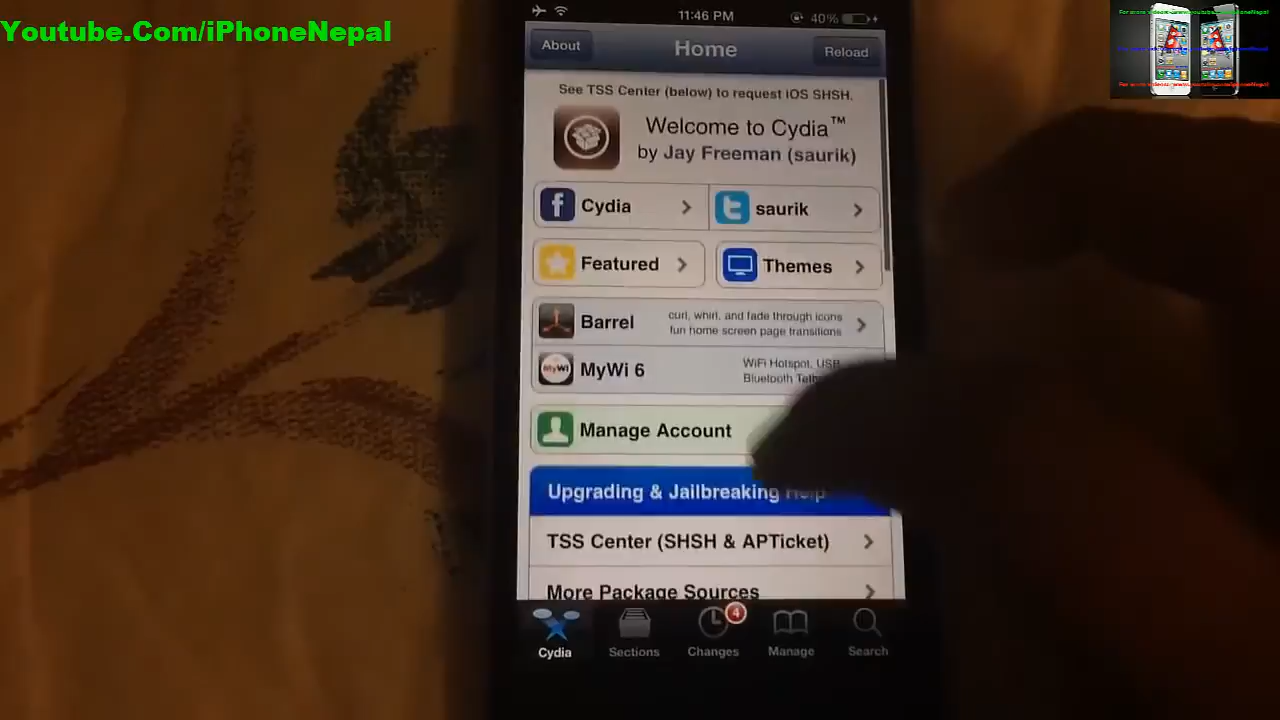 Youtube.Com/iPhoneNepal
11:46 PM
40%
About
Home
Reload
See TSS Center (below) to request iOS SHSH.
Welcome to Cydia™
by Jay Freeman (saurik)
Cydia
saurik
Featured
Themes
Barrel
curl, whirl, and fade through icons
fun home screen page transitions
MyWi
MyWi 6
WiFi Hotspot, USB
Bluetooth
Manage Account
Upgrading & Jailbreaking Help
TSS Center (SHSH & APTicket)
More Package Sources
4
Cydia
Sections
Changes
Manage
Search